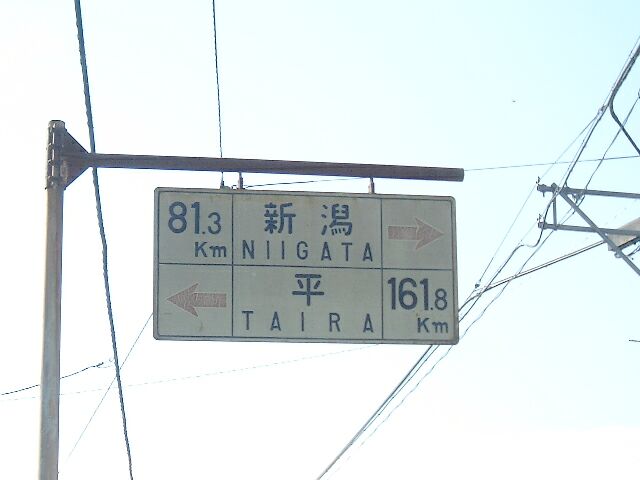 81.3 Km
新潟
NIIGATA
平
TAIRA
161.8 Km